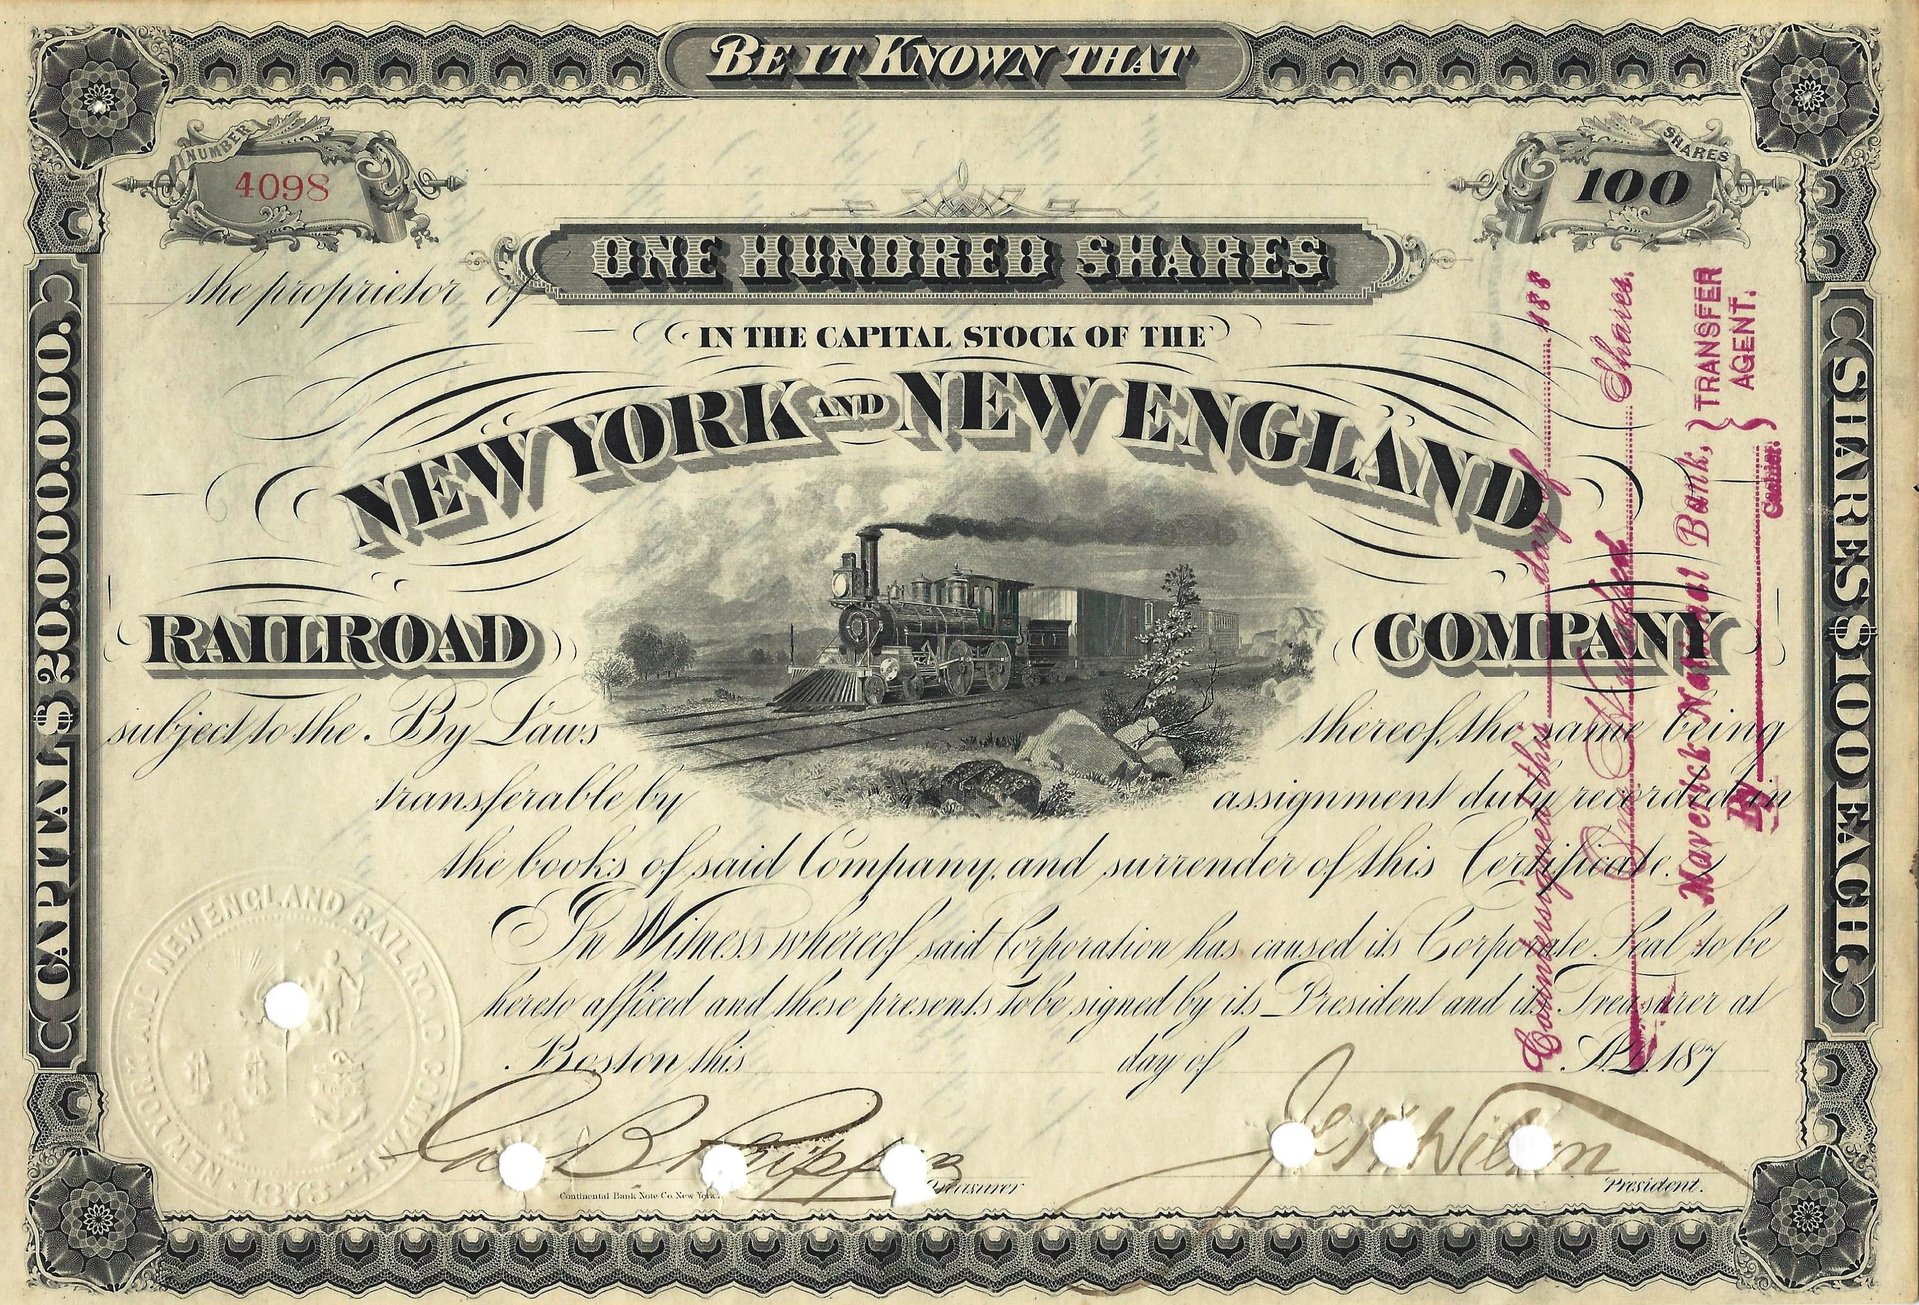 BE IT KNOWN THAT
NUMBER
4098
SHARES
100
the proprietor of
ONE HUNDRED SHARES
IN THE CAPITAL STOCK OF THE
NEW YORK AND NEW ENGLAND
RAILROAD COMPANY
subject to the By Laws thereof, the same being
transferable by assignment duly recorded in
the books of said Company, and surrender of this Certificate.
In Witness whereof said Corporation has caused its Corporate Seal to be
hereto affixed and these presents to be signed by its President and its Treasurer at
Boston this day of A.D. 187
Treasurer
President.
Continental Bank Note Co. New York
CAPITAL $20.000.000.
SHARES $100 EACH
NEW YORK AND NEW ENGLAND RAILROAD COMPANY.
1873
Countersigned this day of 188
One Hundred Shares.
Maverick National Bank, } TRANSFER
AGENT.
By Cashier.